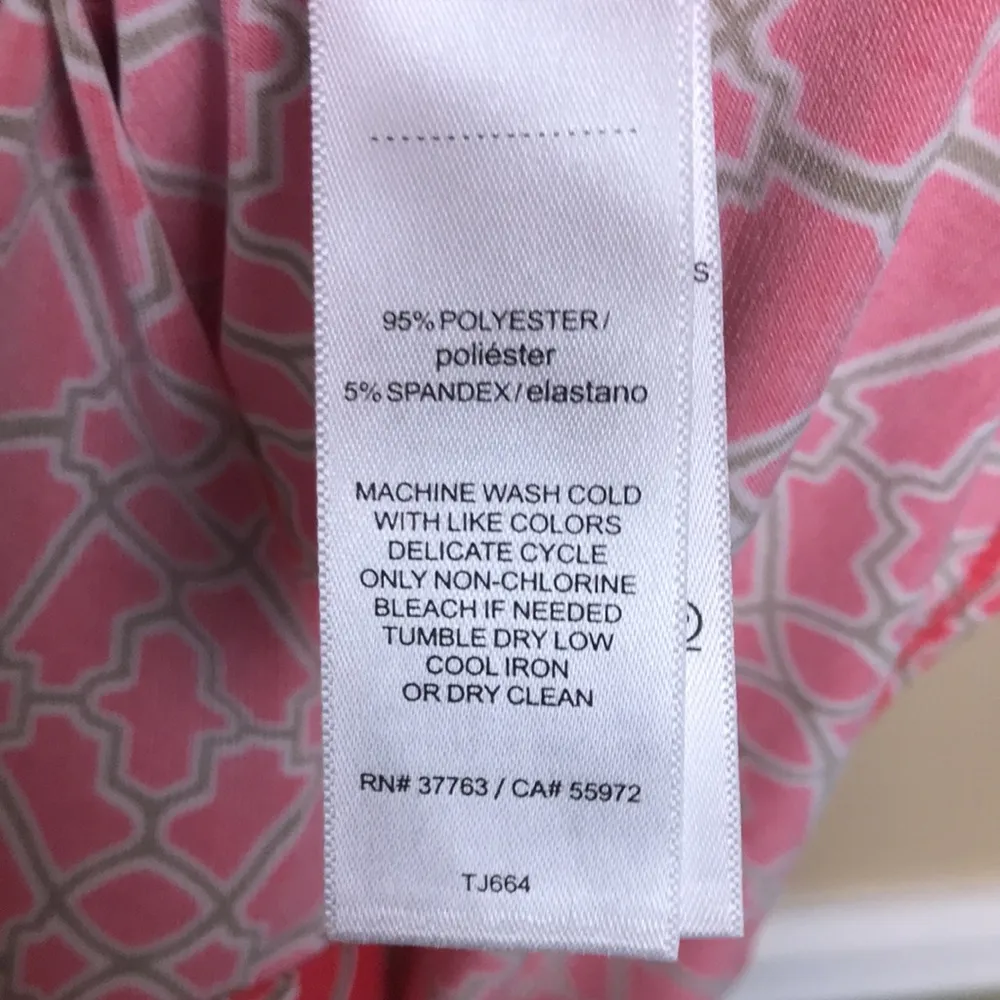 95% POLYESTER /
poliéster
5% SPANDEX / elastano
MACHINE WASH COLD
WITH LIKE COLORS
DELICATE CYCLE
ONLY NON-CHLORINE
BLEACH IF NEEDED
TUMBLE DRY LOW
COOL IRON
OR DRY CLEAN
RN# 37763 / CA# 55972
TJ664
S